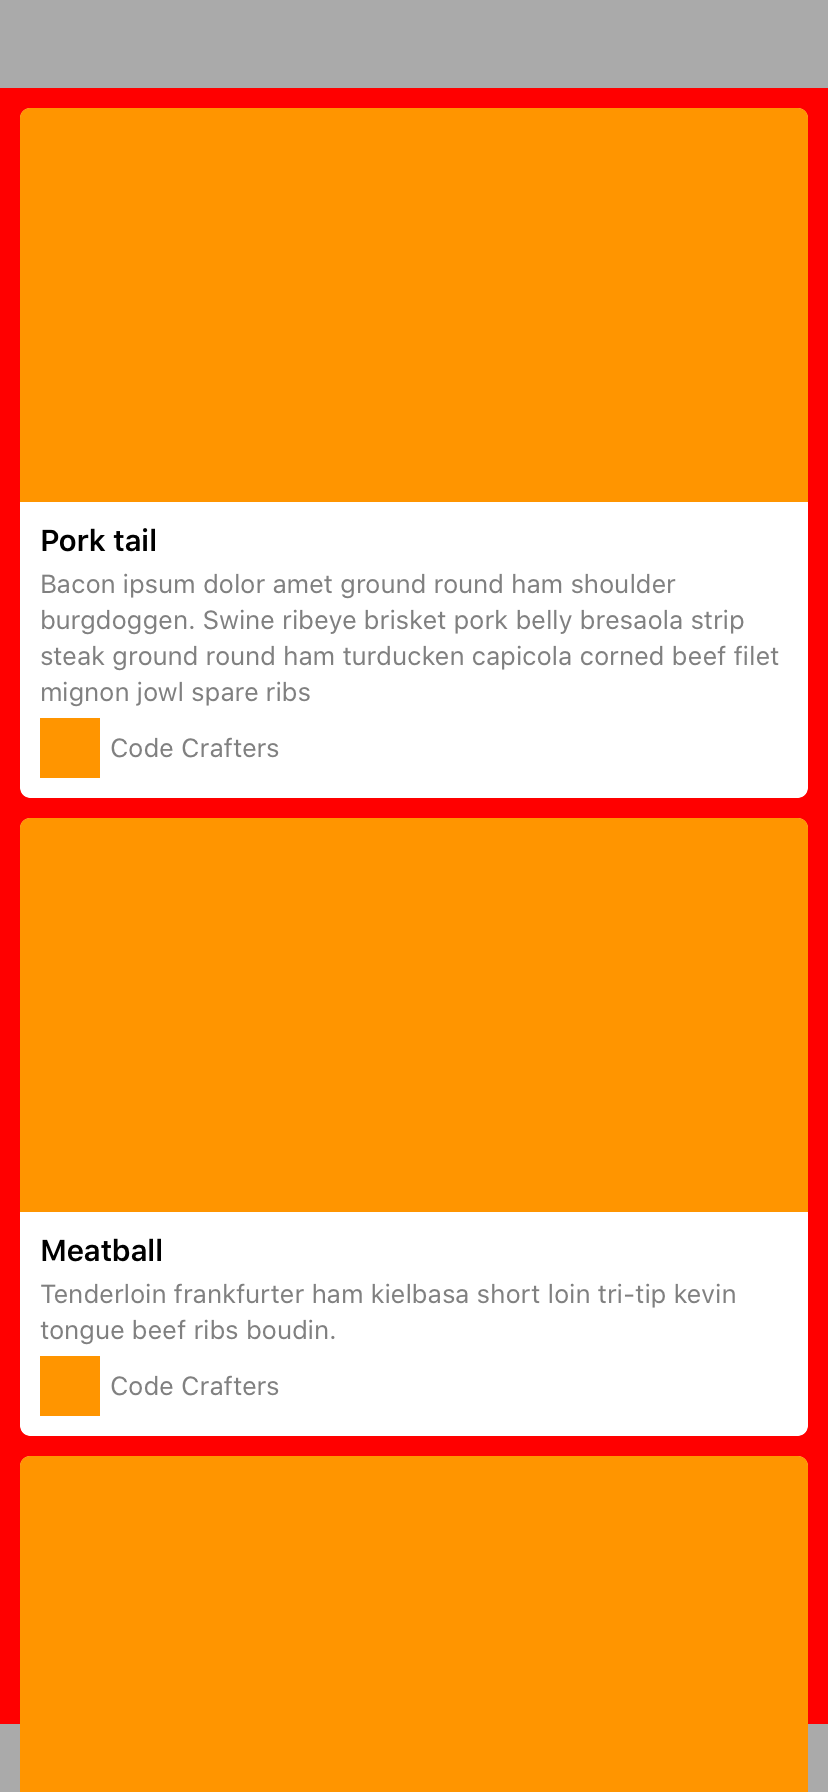 Pork tail
Bacon ipsum dolor amet ground round ham shoulder
burgdoggen. Swine ribeye brisket pork belly bresaola strip
steak ground round ham turducken capicola corned beef filet
mignon jowl spare ribs
Code Crafters
Meatball
Tenderloin frankfurter ham kielbasa short loin tri-tip kevin
tongue beef ribs boudin.
Code Crafters